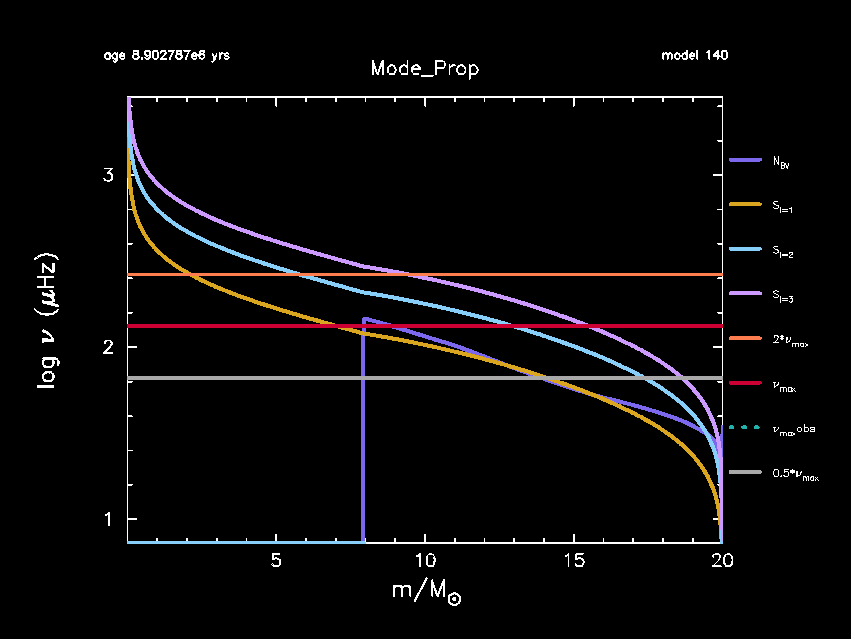 age 8.902787e6 yrs
model 140
Mode_Prop
log ν (μHz)
3
2
1
5
10
15
20
m/M☉
N_BV
S_l=1
S_l=2
S_l=3
2*ν_max
ν_max
ν_max obs
0.5*ν_max